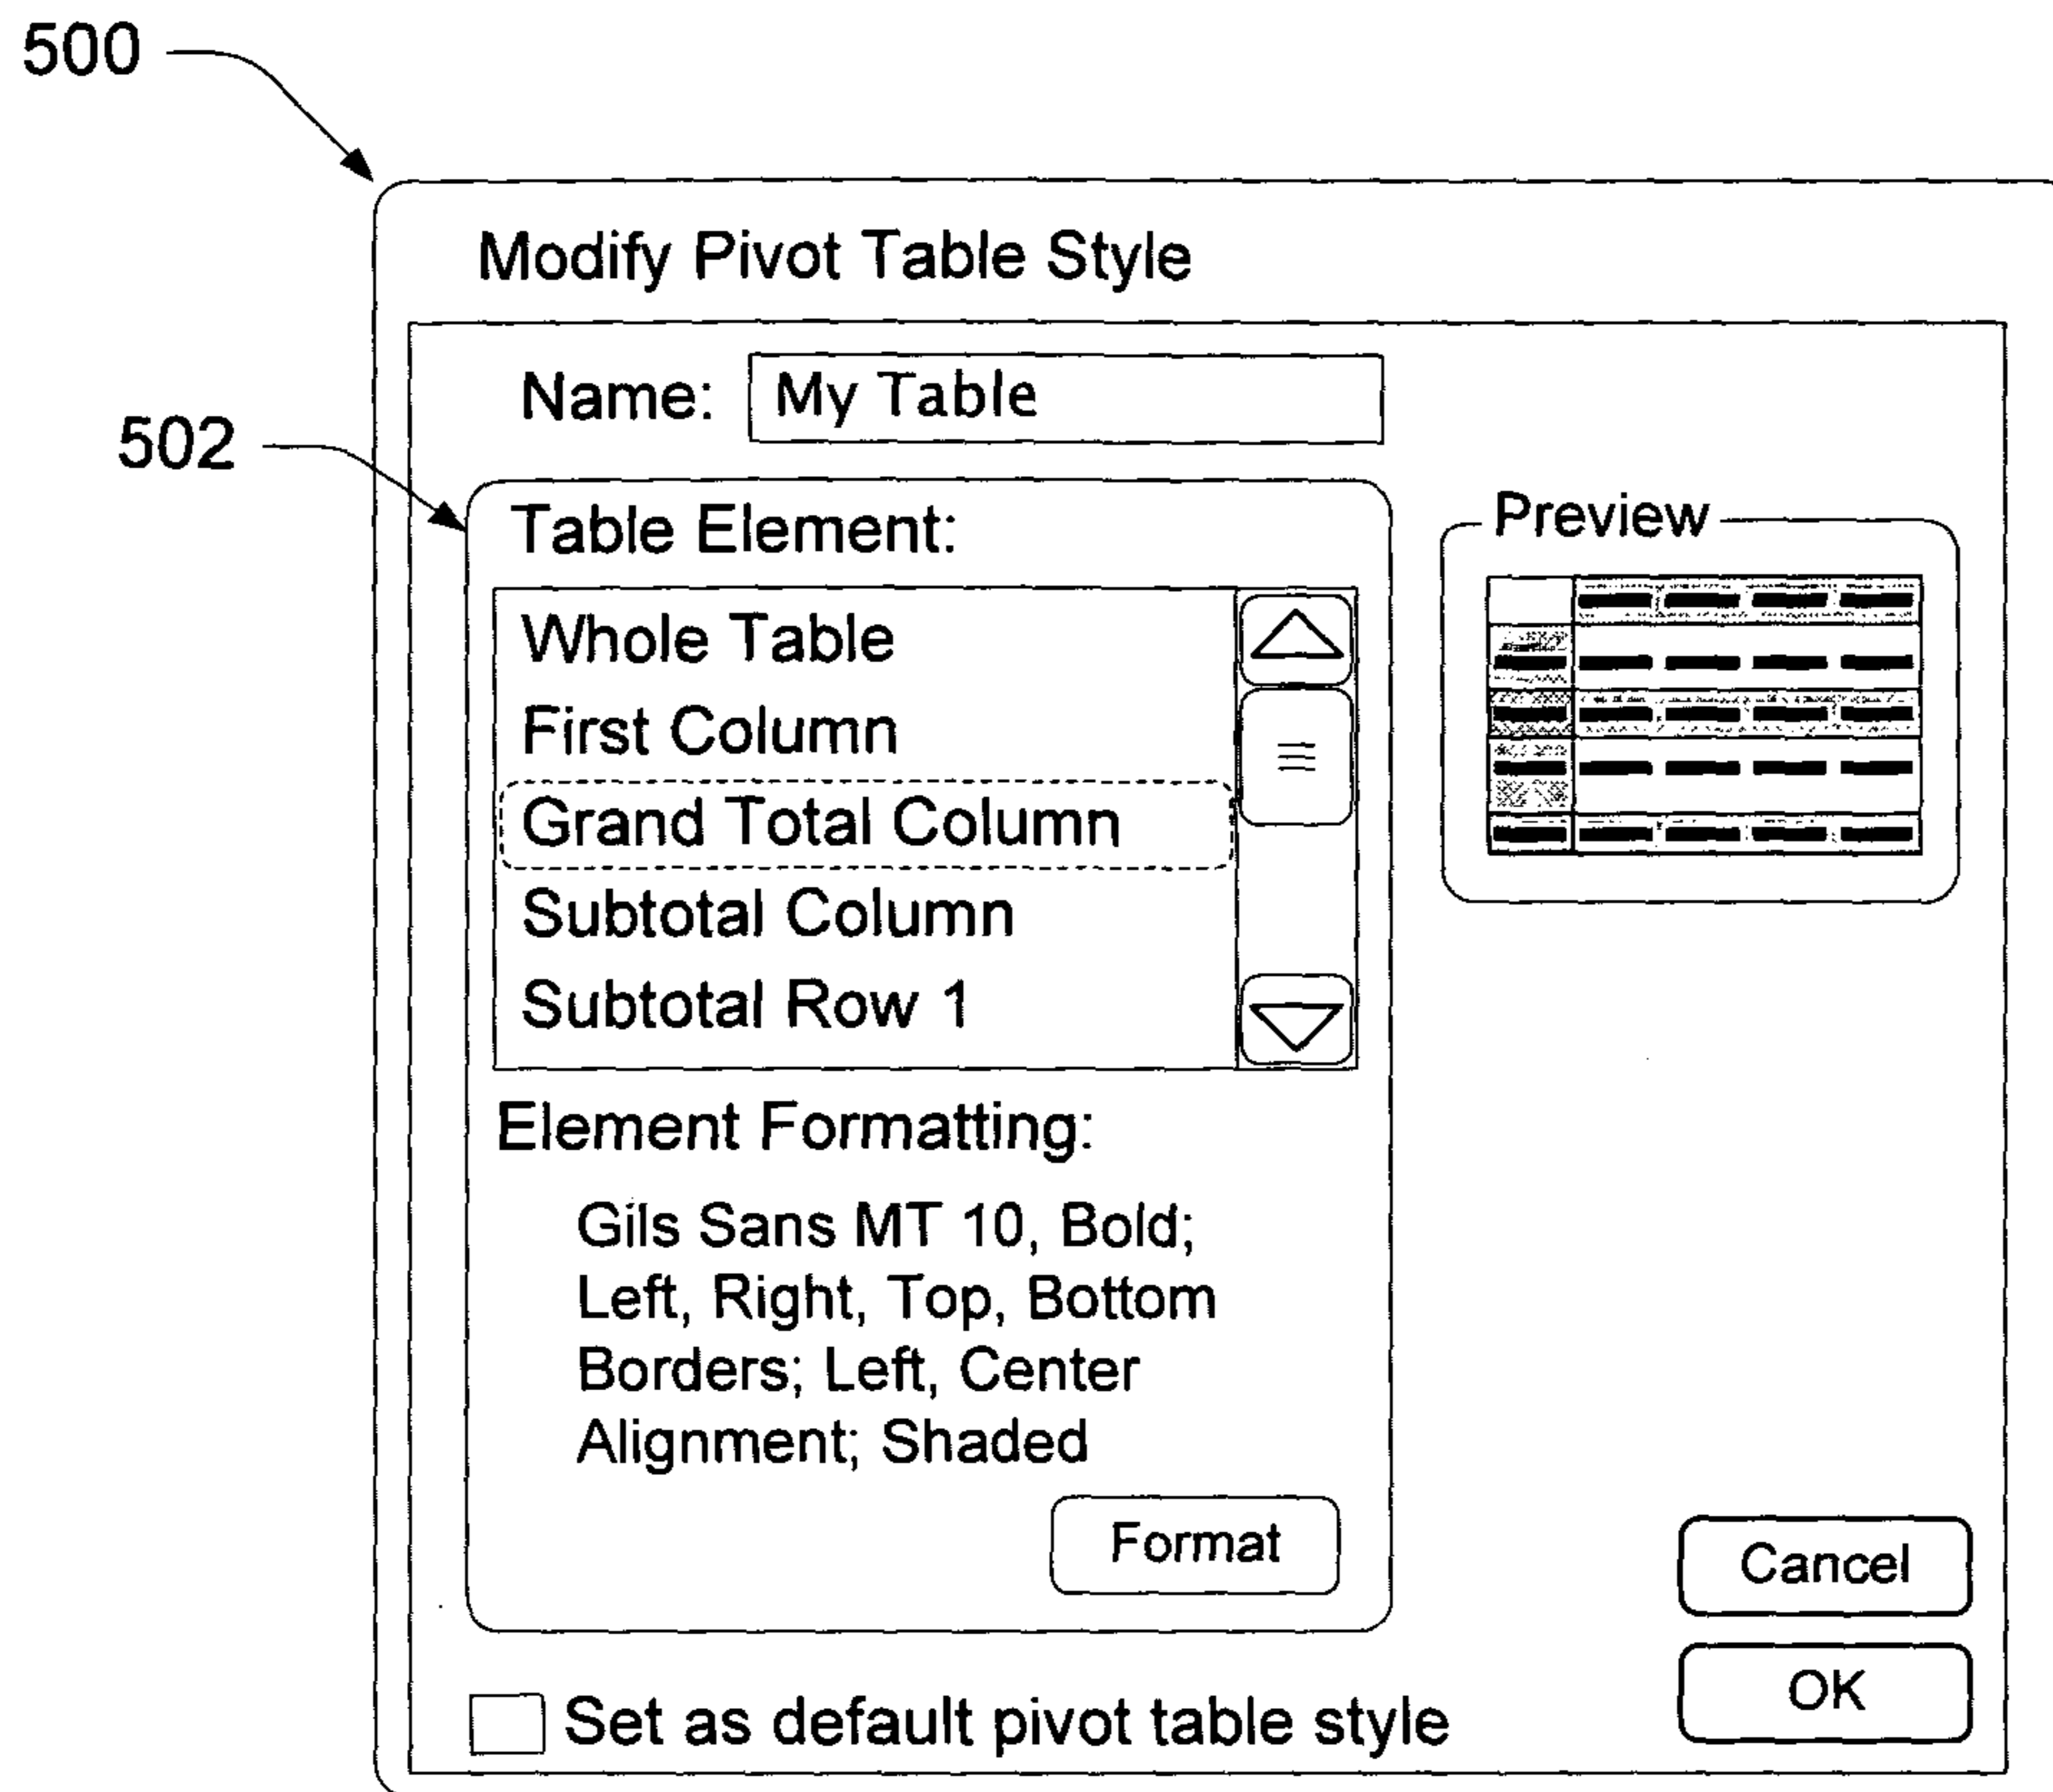 500
Modify Pivot Table Style
Name: My Table
502
Table Element:
Preview
Whole Table
First Column
Grand Total Column
Subtotal Column
Subtotal Row 1
Element Formatting:
Gils Sans MT 10, Bold;
Left, Right, Top, Bottom
Borders; Left, Center
Alignment; Shaded
Format
Cancel
OK
Set as default pivot table style